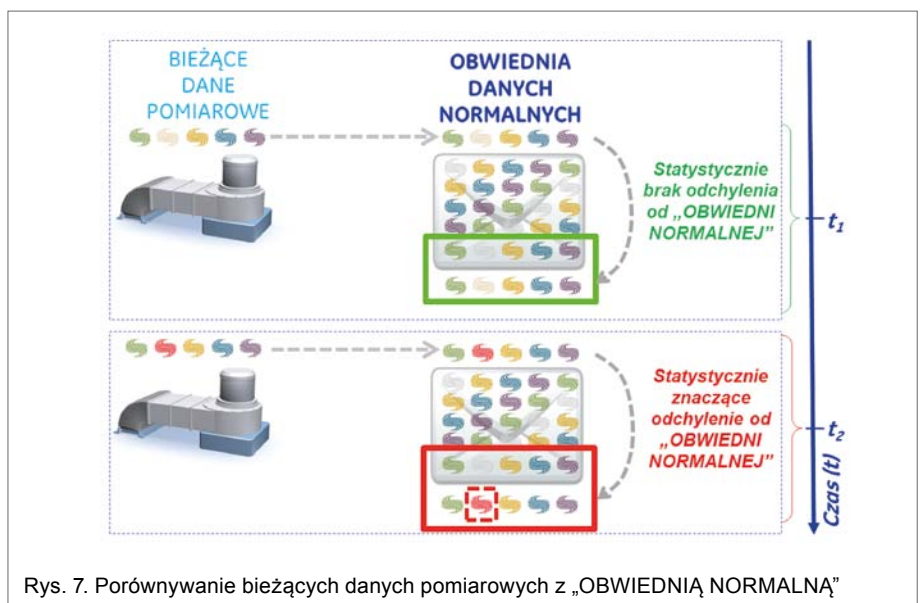 BIEŻĄCE
DANE
POMIAROWE
OBWIEDNIA
DANYCH
NORMALNYCH
Statystycznie
brak odchylenia
od „OBWIEDNI
NORMALNEJ”
t₁
Statystycznie
znaczące
odchylenie od
„OBWIEDNI
NORMALNEJ”
t₂
Czas (t)
Rys. 7. Porównywanie bieżących danych pomiarowych z „OBWIEDNIĄ NORMALNĄ”